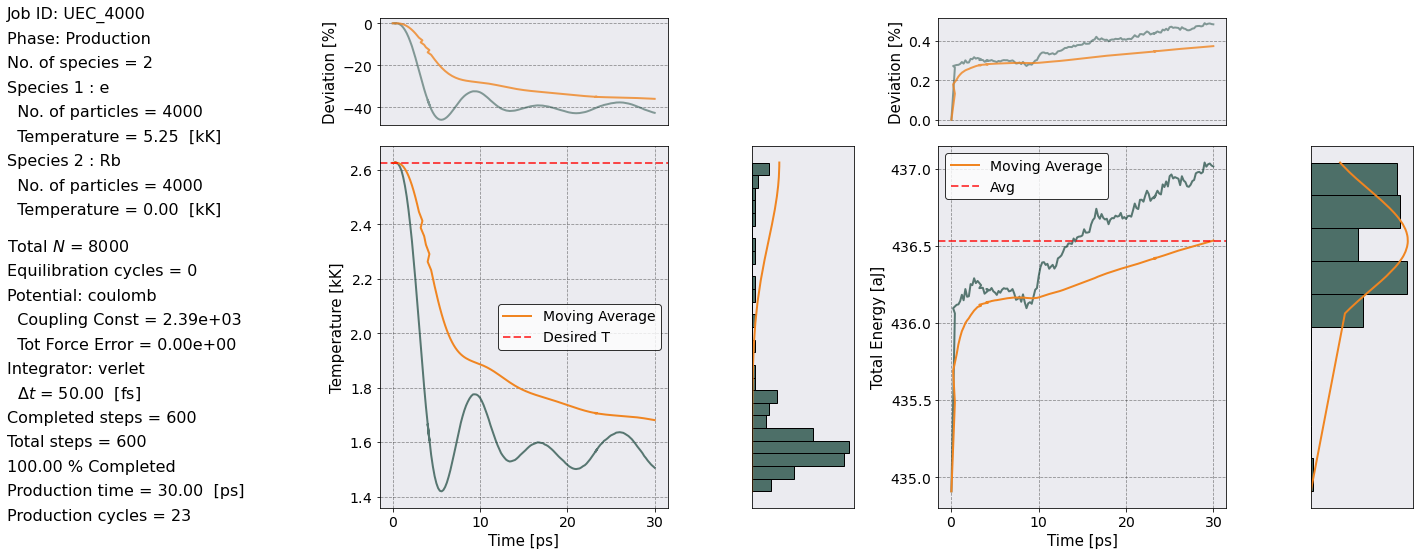 Job ID: UEC_4000
Phase: Production
No. of species = 2
Species 1 : e
No. of particles = 4000
Temperature = 5.25 [kK]
Species 2 : Rb
No. of particles = 4000
Temperature = 0.00 [kK]
Total N = 8000
Equilibration cycles = 0
Potential: coulomb
Coupling Const = 2.39e+03
Tot Force Error = 0.00e+00
Integrator: verlet
Δt = 50.00 [fs]
Completed steps = 600
Total steps = 600
100.00 % Completed
Production time = 30.00 [ps]
Production cycles = 23
Deviation [%]
0
−20
−40
Temperature [kK]
2.6
2.4
2.2
2.0
1.8
1.6
1.4
Moving Average
Desired T
0
10
20
30
Time [ps]
Deviation [%]
0.4
0.2
0.0
Total Energy [aJ]
437.0
436.5
436.0
435.5
435.0
Moving Average
Avg
0
10
20
30
Time [ps]